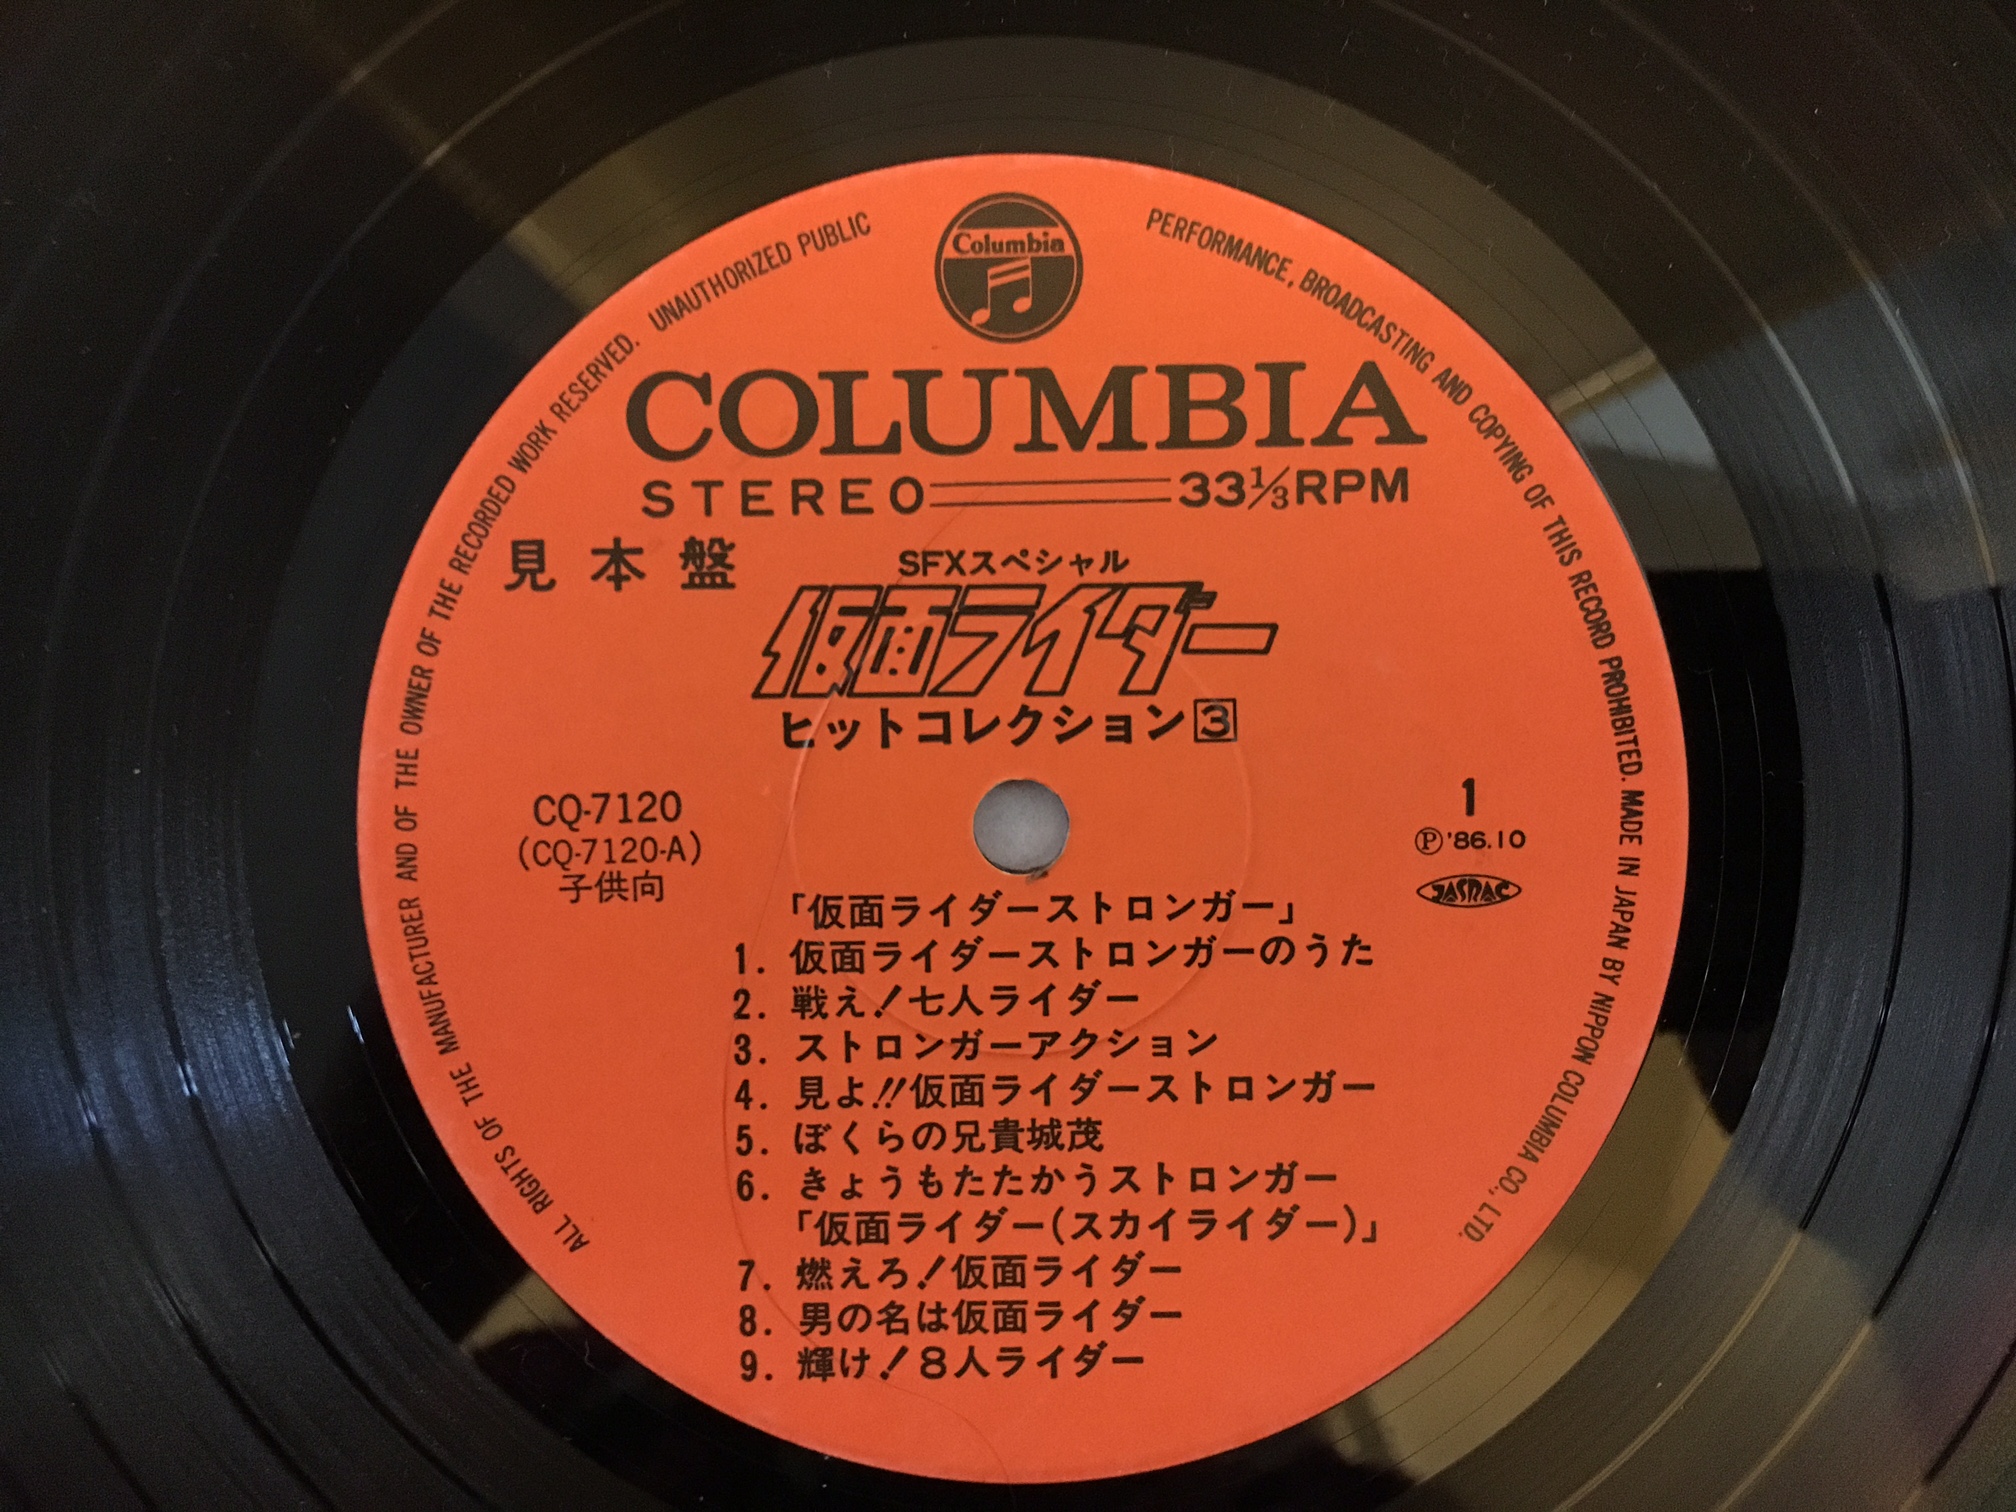 Columbia
COLUMBIA
STEREO 33⅓RPM
見本盤
SFXスペシャル
仮面ライダー
ヒットコレクション3
CQ-7120
(CQ-7120-A)
子供向
1
Ⓟ'86.10
JASRAC
「仮面ライダーストロンガー」
1. 仮面ライダーストロンガーのうた
2. 戦え!七人ライダー
3. ストロンガーアクション
4. 見よ!!仮面ライダーストロンガー
5. ぼくらの兄貴城茂
6. きょうもたたかうストロンガー
「仮面ライダー(スカイライダー)」
7. 燃えろ!仮面ライダー
8. 男の名は仮面ライダー
9. 輝け!8人ライダー
ALL RIGHTS OF THE MANUFACTURER AND OF THE OWNER OF THE RECORDED WORK RESERVED. UNAUTHORIZED PUBLIC PERFORMANCE, BROADCASTING AND COPYING OF THIS RECORD PROHIBITED. MADE IN JAPAN BY NIPPON COLUMBIA CO., LTD.